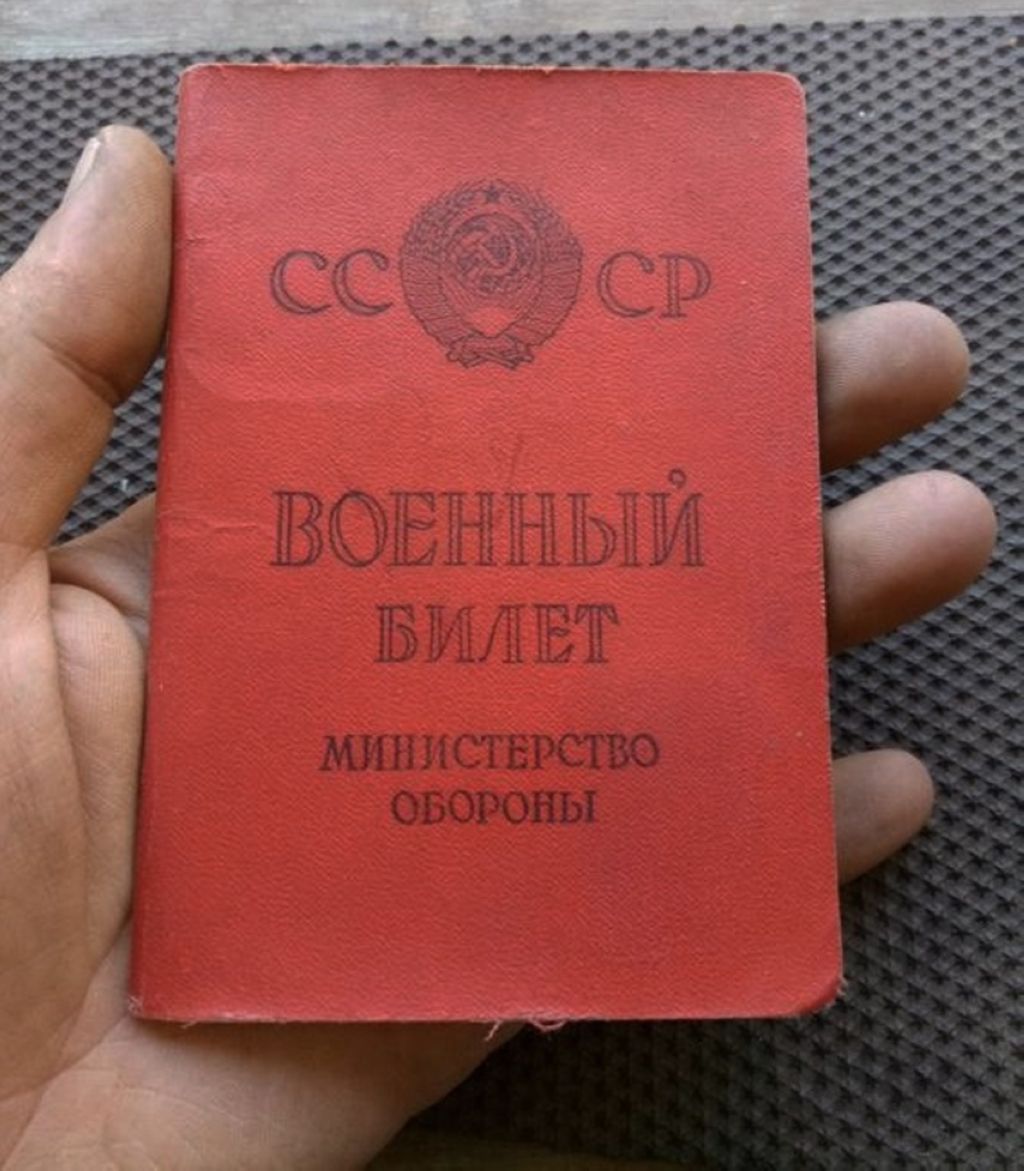 СССР
ВОЕННЫЙ
БИЛЕТ
МИНИСТЕРСТВО
ОБОРОНЫ